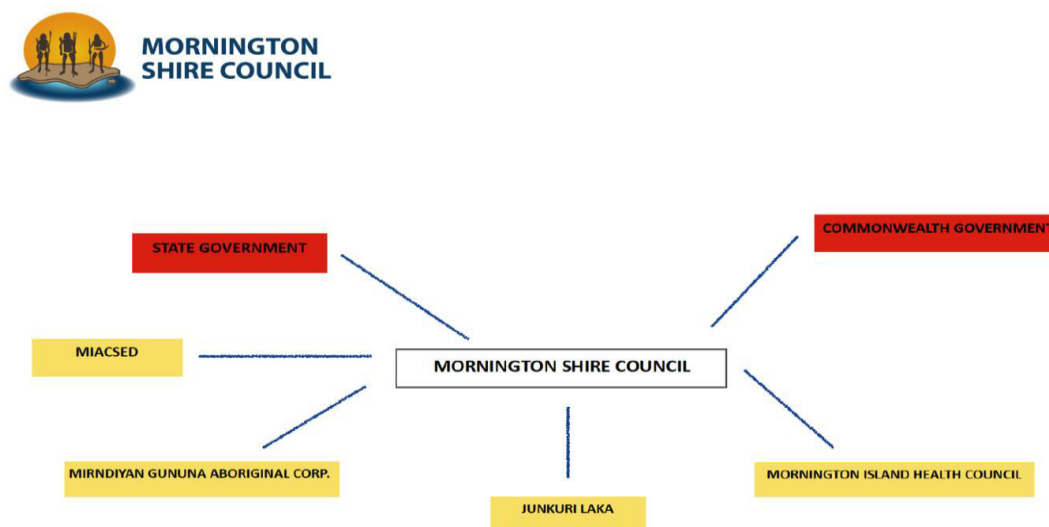 MORNINGTON
SHIRE COUNCIL
COMMONWEALTH GOVERNMENT
STATE GOVERNMENT
MIACSED
MORNINGTON SHIRE COUNCIL
MIRNDIYAN GUNUNA ABORIGINAL CORP.
MORNINGTON ISLAND HEALTH COUNCIL
JUNKURI LAKA